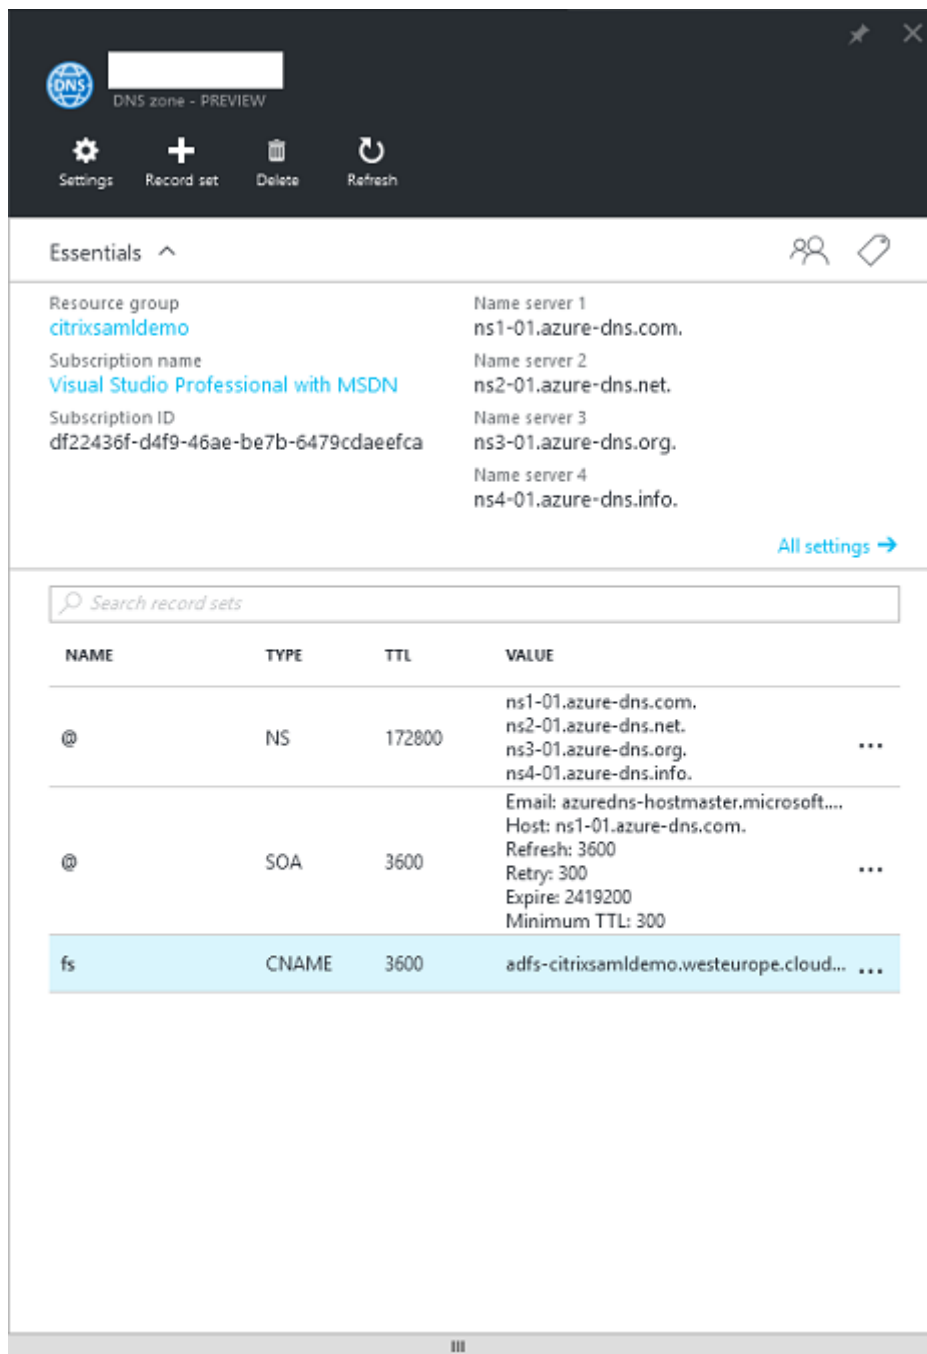 DNS
DNS zone - PREVIEW
Settings
Record set
Delete
Refresh
Essentials
Resource group
citrixsamldemo
Subscription name
Visual Studio Professional with MSDN
Subscription ID
df22436f-d4f9-46ae-be7b-6479cdaeefca
Name server 1
ns1-01.azure-dns.com.
Name server 2
ns2-01.azure-dns.net.
Name server 3
ns3-01.azure-dns.org.
Name server 4
ns4-01.azure-dns.info.
All settings →
Search record sets
NAME TYPE TTL VALUE
@ NS 172800
ns1-01.azure-dns.com.
ns2-01.azure-dns.net.
ns3-01.azure-dns.org.
ns4-01.azure-dns.info.
...
@ SOA 3600
Email: azuredns-hostmaster.microsoft....
Host: ns1-01.azure-dns.com.
Refresh: 3600
Retry: 300
Expire: 2419200
Minimum TTL: 300
...
fs CNAME 3600 adfs-citrixsamldemo.westeurope.cloud... ...